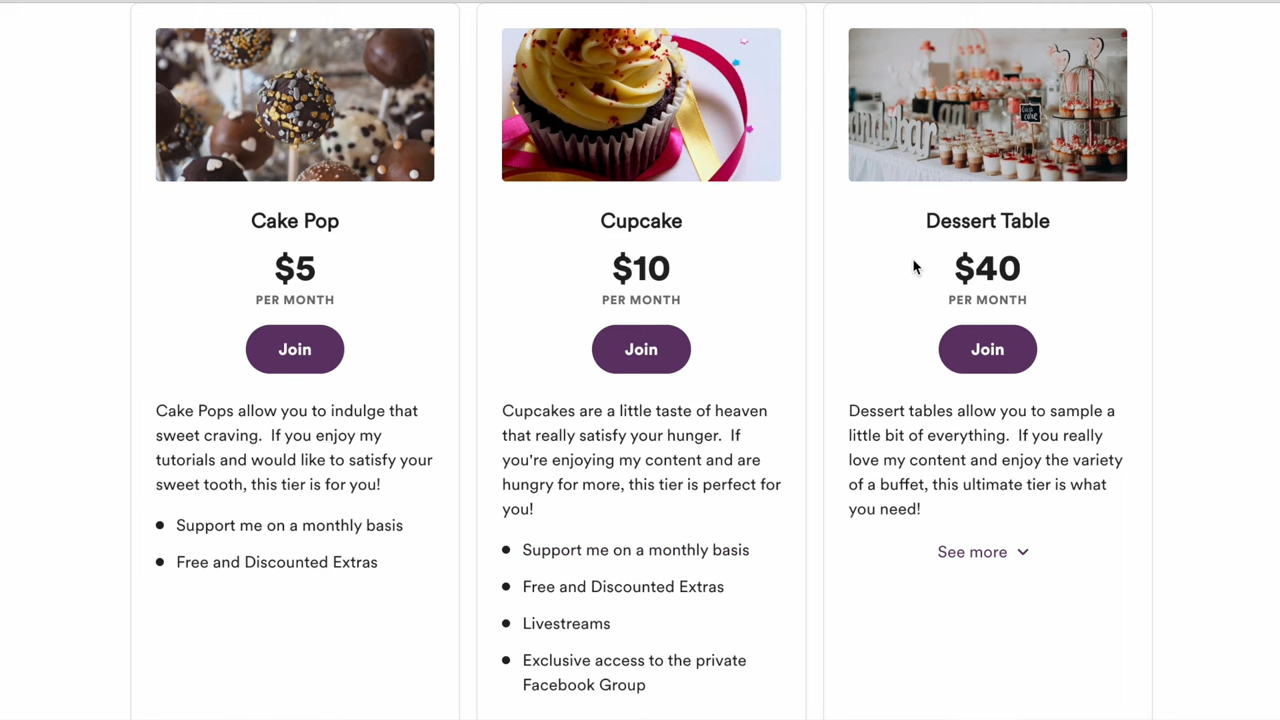 Cake Pop
$5
PER MONTH
Join
Cake Pops allow you to indulge that
sweet craving.  If you enjoy my
tutorials and would like to satisfy your
sweet tooth, this tier is for you!
Support me on a monthly basis
Free and Discounted Extras
Cupcake
$10
PER MONTH
Join
Cupcakes are a little taste of heaven
that really satisfy your hunger.  If
you're enjoying my content and are
hungry for more, this tier is perfect for
you!
Support me on a monthly basis
Free and Discounted Extras
Livestreams
Exclusive access to the private
Facebook Group
Dessert Table
$40
PER MONTH
Join
Dessert tables allow you to sample a
little bit of everything.  If you really
love my content and enjoy the variety
of a buffet, this ultimate tier is what
you need!
See more